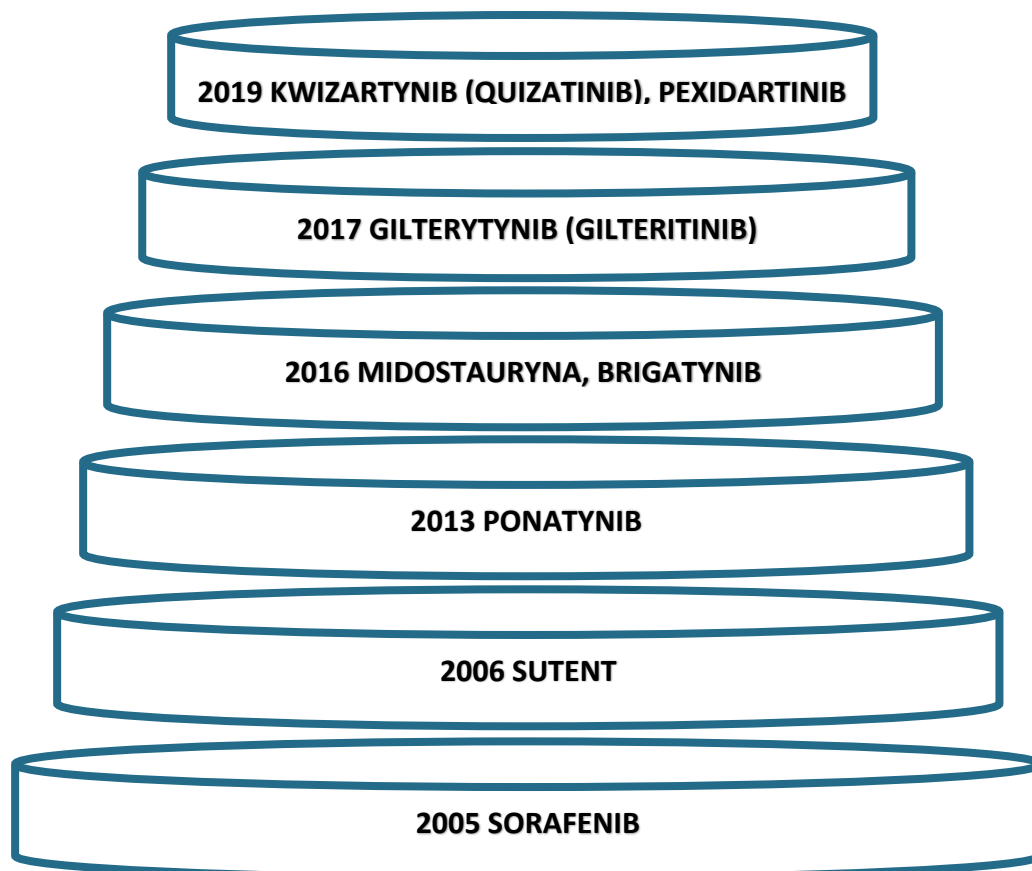 2019 KWIZARTYNIB (QUIZATINIB), PEXIDARTINIB
2017 GILTERYTYNIB (GILTERITINIB)
2016 MIDOSTAURYNA, BRIGATYNIB
2013 PONATYNIB
2006 SUTENT
2005 SORAFENIB